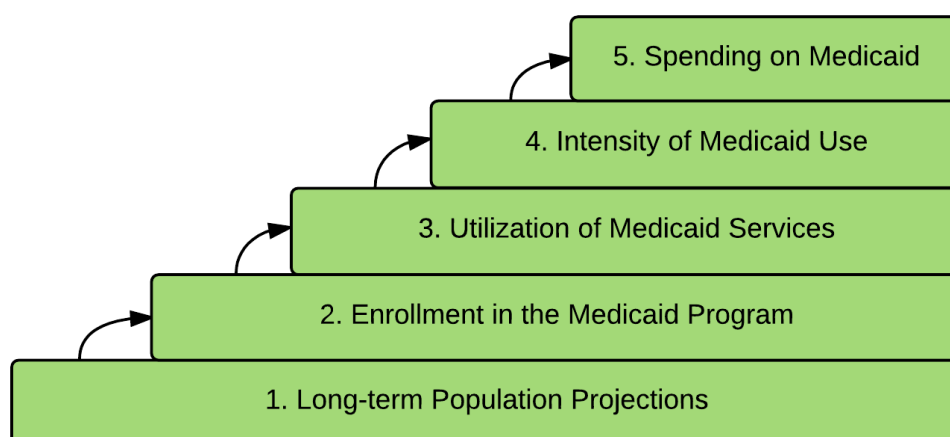 5. Spending on Medicaid
4. Intensity of Medicaid Use
3. Utilization of Medicaid Services
2. Enrollment in the Medicaid Program
1. Long-term Population Projections